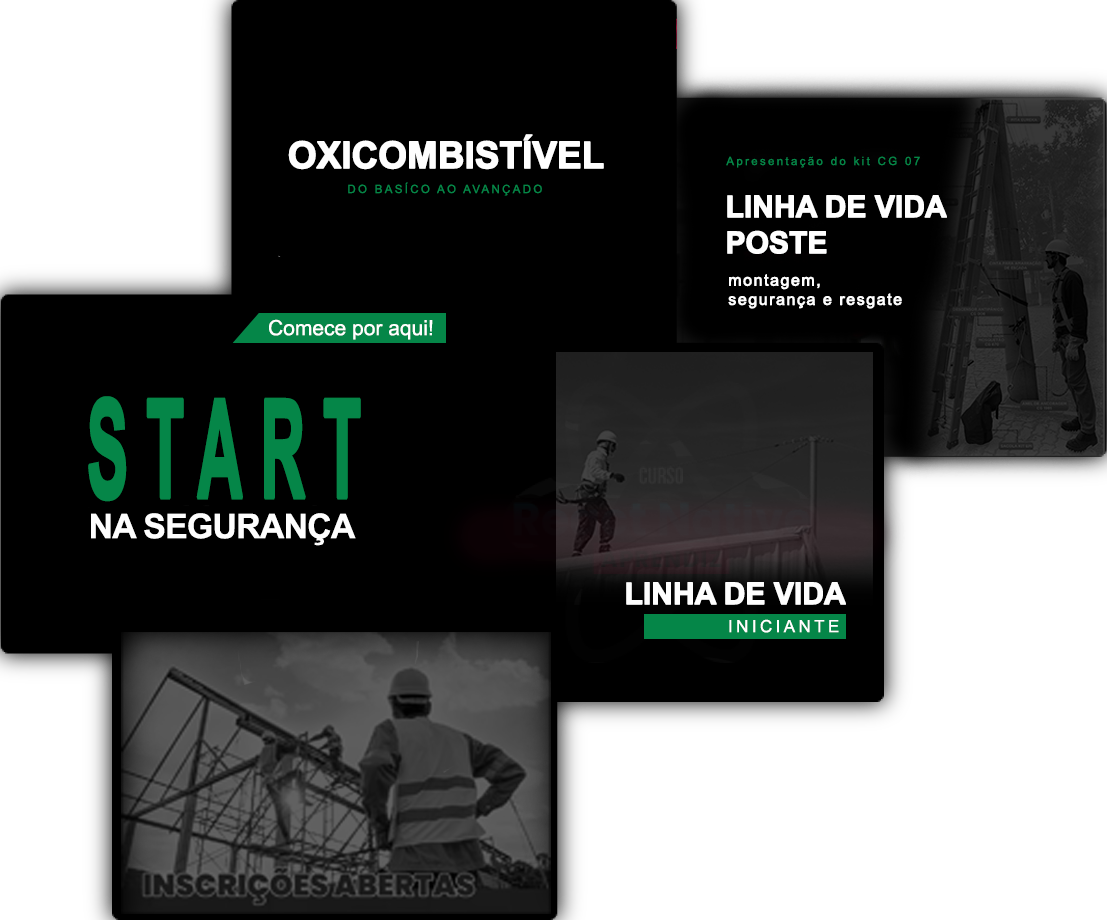 OXICOMBISTÍVEL
DO BASÍCO AO AVANÇADO
Apresentação do kit CG 07
LINHA DE VIDA
POSTE
montagem,
segurança e resgate
Comece por aqui!
START
NA SEGURANÇA
CURSO
LINHA DE VIDA
INICIANTE
INSCRIÇÕES ABERTAS